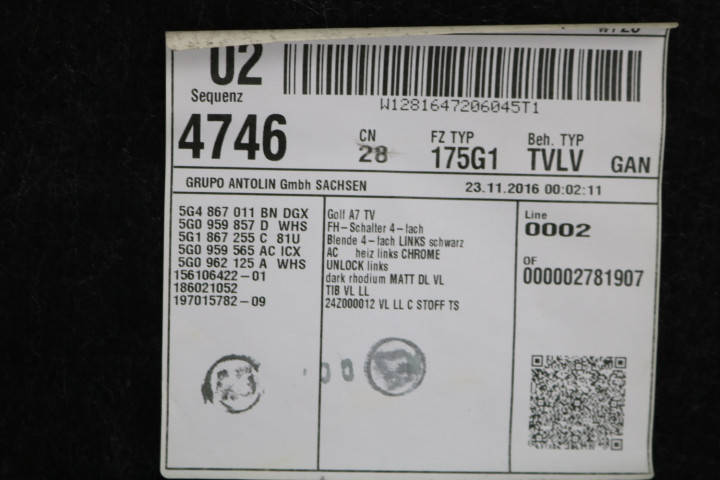 02
W1281647206045T1
Sequenz
4746
CN
28
FZ TYP
175G1
Beh. TYP
TVLV
GAN
GRUPO ANTOLIN GmbH SACHSEN
23.11.2016 00:02:11
5G4 867 011 BN DGX
5G0 959 857 D WHS
5G1 867 255 C 81U
5G0 959 565 AC ICX
5G0 962 125 A WHS
156106422-01
186021052
197015782-09
Golf A7 TV
FH-Schalter 4-fach
Blende 4-fach LINKS schwarz
AC heiz links CHROME
UNLOCK links
dark rhodium MATT DL VL
TIB VL LL
24Z000012 VL LL C STOFF TS
Line
0002
OF
000002781907